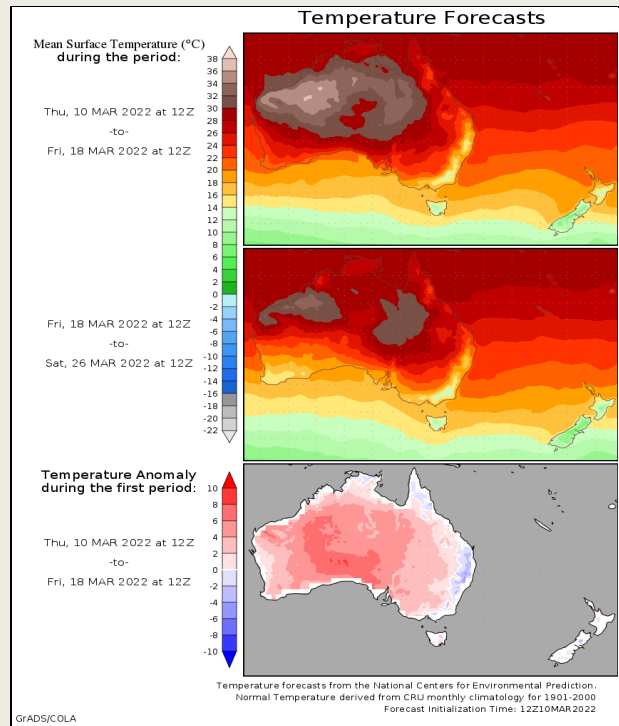 Temperature Forecasts
Mean Surface Temperature (°C)
during the period:
38
36
34
32
30
28
26
24
22
20
18
16
14
12
10
8
6
4
2
0
-2
-4
-6
-8
-10
-12
-14
-16
-18
-20
-22
Thu, 10 MAR 2022 at 12Z
-to-
Fri, 18 MAR 2022 at 12Z
Fri, 18 MAR 2022 at 12Z
-to-
Sat, 26 MAR 2022 at 12Z
Temperature Anomaly
during the first period:
10
8
6
4
2
0
-2
-4
-6
-8
-10
Thu, 10 MAR 2022 at 12Z
-to-
Fri, 18 MAR 2022 at 12Z
Temperature forecasts from the National Centers for Environmental Prediction.
Normal Temperature derived from CRU monthly climatology for 1901-2000
Forecast Initialization Time: 12Z10MAR2022
GrADS/COLA